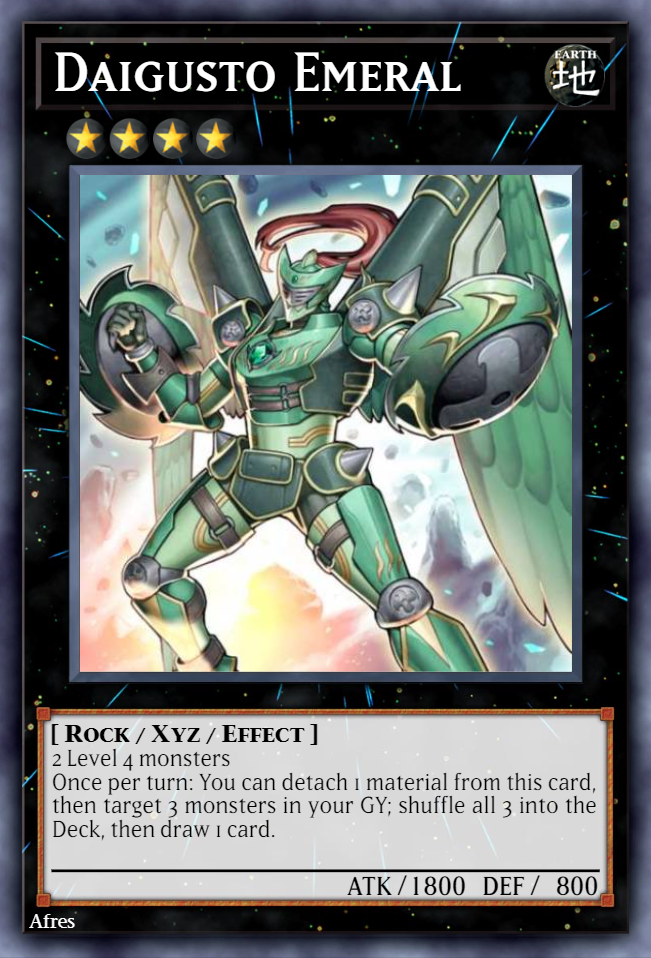 Daigusto Emeral
EARTH
地
[ Rock / Xyz / Effect ]
2 Level 4 monsters
Once per turn: You can detach 1 material from this card,
then target 3 monsters in your GY; shuffle all 3 into the
Deck, then draw 1 card.
ATK / 1800 DEF / 800
Afres